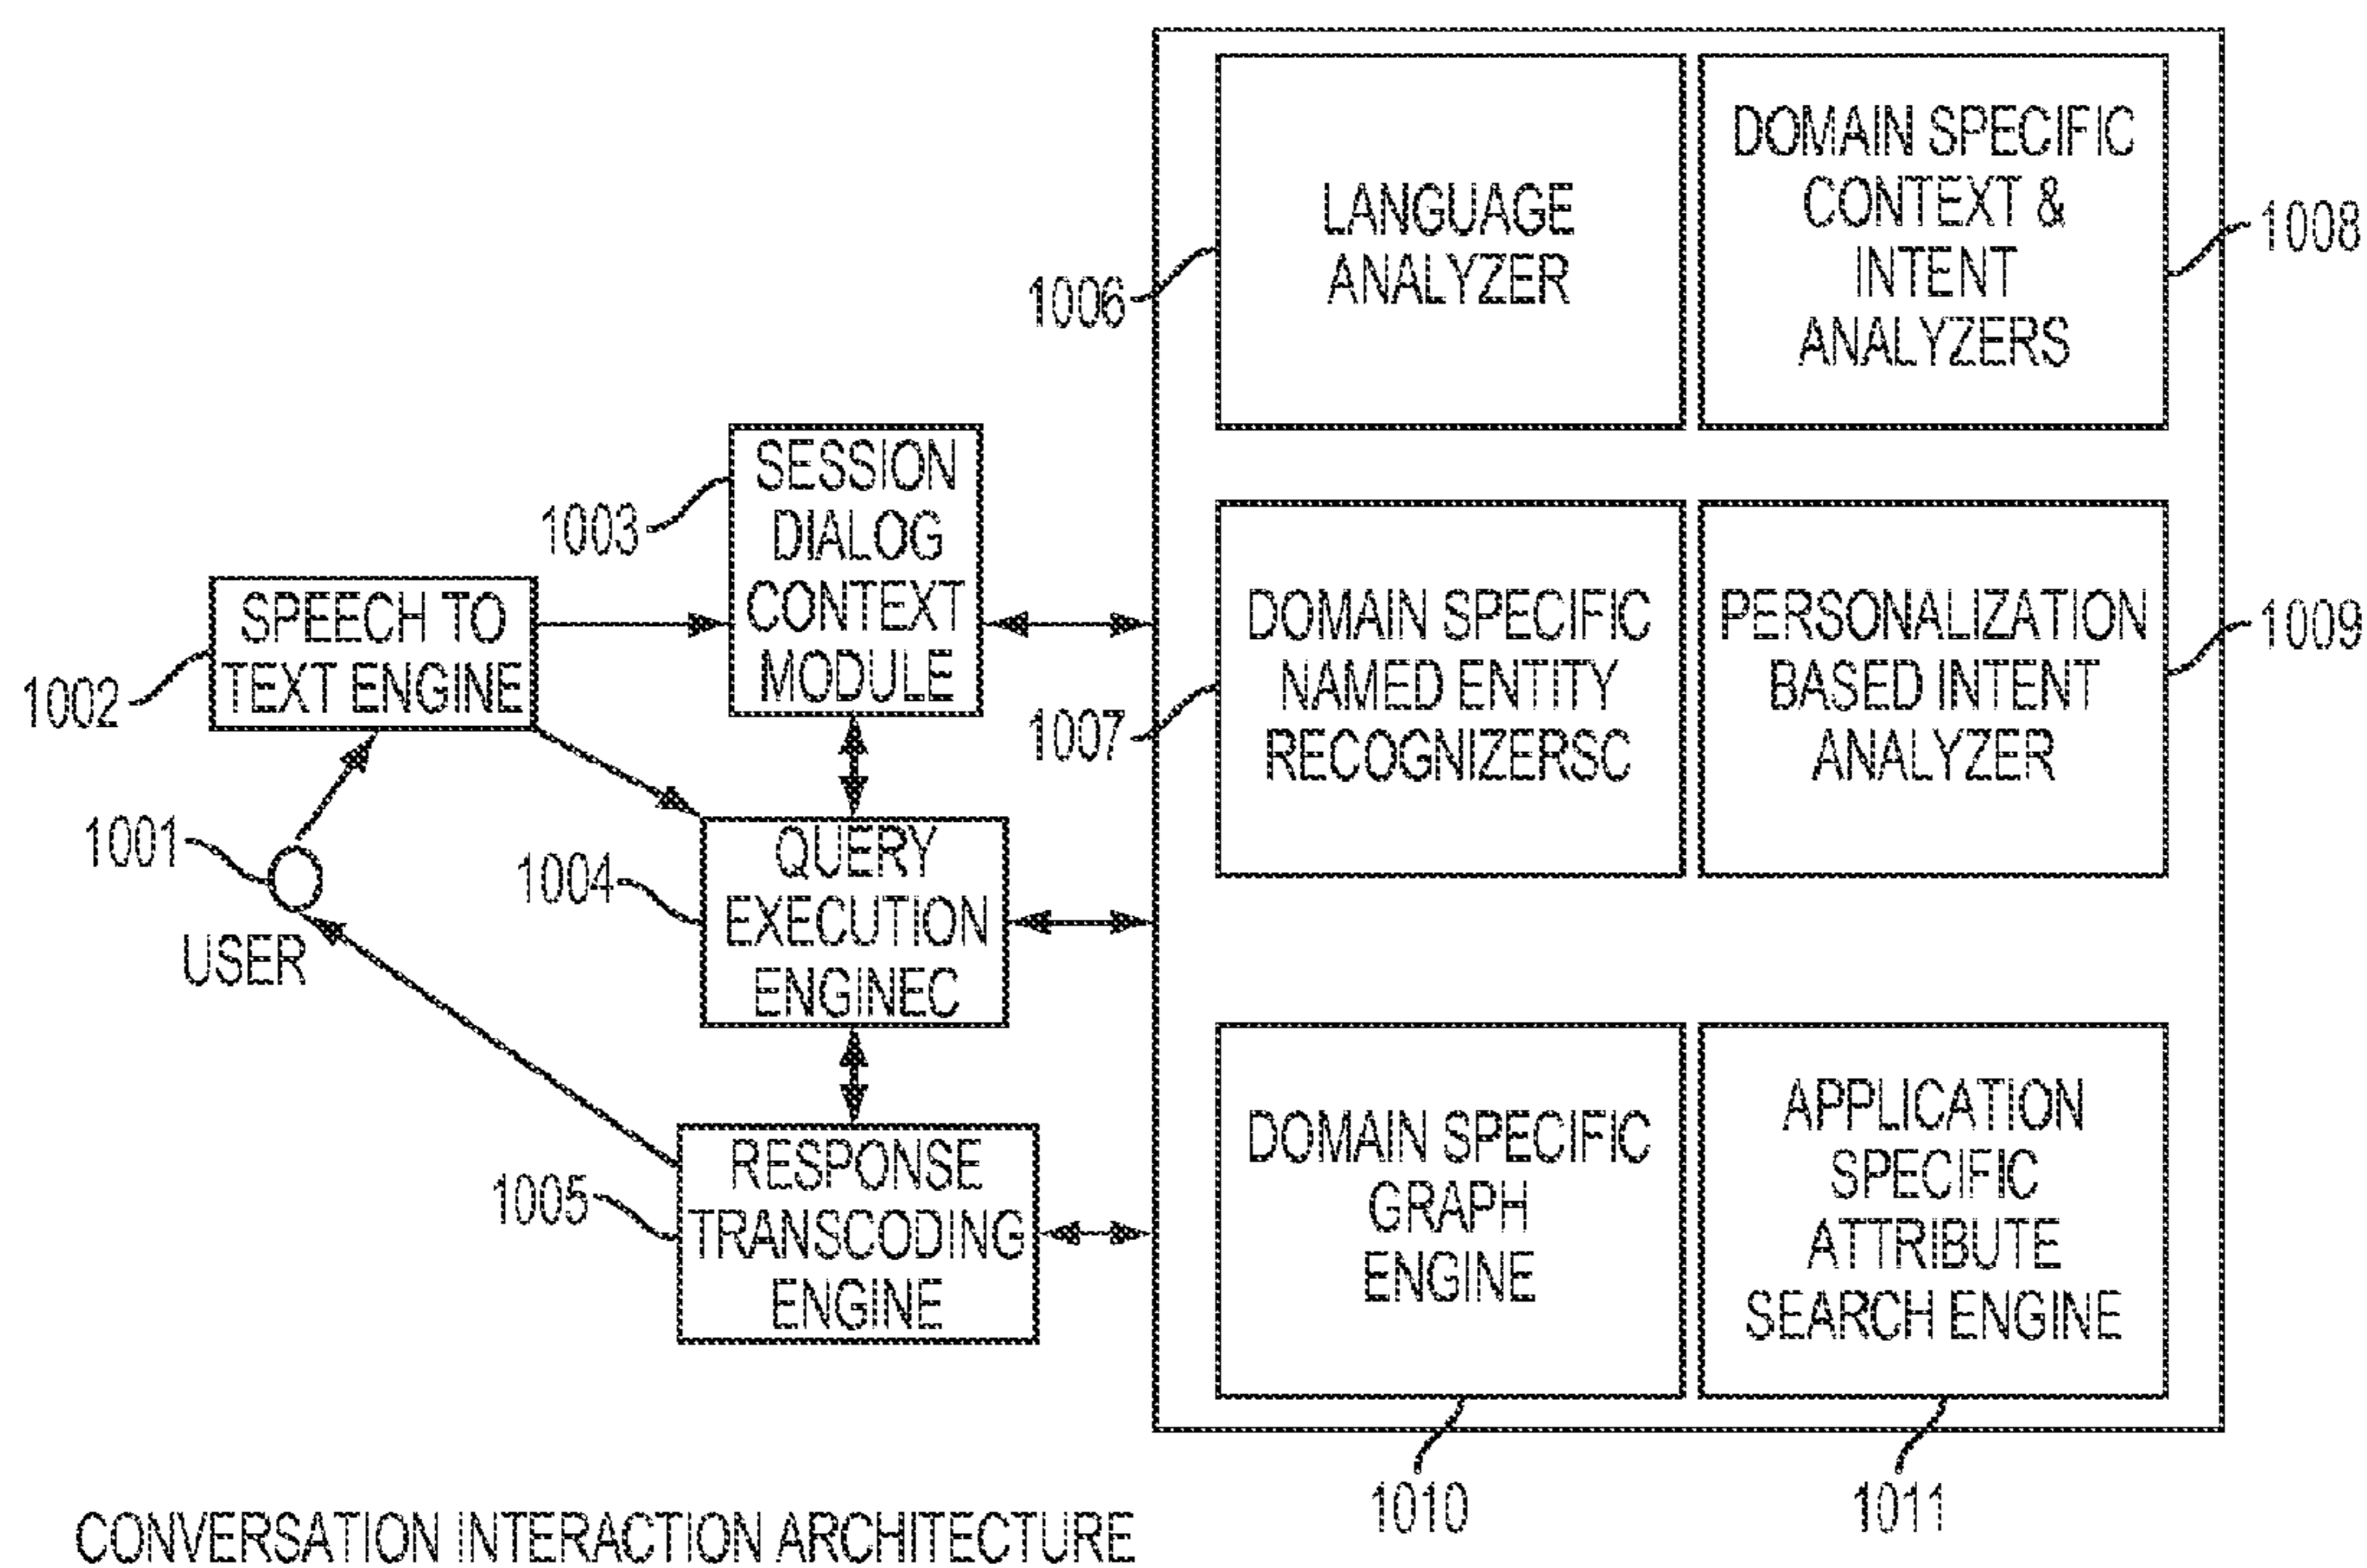 LANGUAGE
ANALYZER
1006
DOMAIN SPECIFIC
CONTEXT &
INTENT
ANALYZERS
1008
SESSION
DIALOG
CONTEXT
MODULE
1003
SPEECH TO
TEXT ENGINE
1002
DOMAIN SPECIFIC
NAMED ENTITY
RECOGNIZERSC
1007
PERSONALIZATION
BASED INTENT
ANALYZER
1009
1001
USER
QUERY
EXECUTION
ENGINEC
1004
RESPONSE
TRANSCODING
ENGINE
1005
DOMAIN SPECIFIC
GRAPH
ENGINE
1010
APPLICATION
SPECIFIC
ATTRIBUTE
SEARCH ENGINE
1011
CONVERSATION INTERACTION ARCHITECTURE